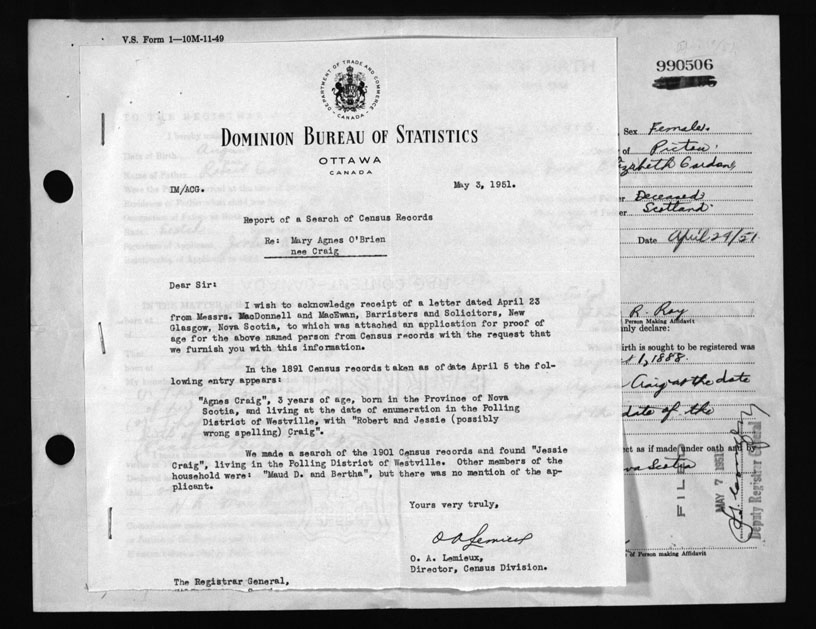 V.S. Form 1—10M-11-49
DEPARTMENT OF TRADE AND COMMERCE
CANADA
DOMINION BUREAU OF STATISTICS
OTTAWA
CANADA
IM/ACG.
May 3, 1951.
Report of a Search of Census Records
Re: Mary Agnes O'Brien
nee Craig
Dear Sir:
I wish to acknowledge receipt of a letter dated April 23
from Messrs. MacDonnell and MacEwan, Barristers and Solicitors, New
Glasgow, Nova Scotia, to which was attached an application for proof of
age for the above named person from Census records with the request that
we furnish you with this information.
In the 1891 Census records taken as of date April 5 the fol-
lowing entry appears:
"Agnes Craig", 3 years of age, born in the Province of Nova
Scotia, and living at the date of enumeration in the Polling
District of Westville, with "Robert and Jessie (possibly
wrong spelling) Craig".
We made a search of the 1901 Census records and found "Jessie
Craig", living in the Polling District of Westville. Other members of the
household were: "Maud D. and Bertha", but there was no mention of the ap-
plicant.
Yours very truly,
O A Lemieux
O. A. Lemieux,
Director, Census Division.
The Registrar General,
990506
Sex Female.
of Pictou
Deceased
Scotland
Date April 24/51
R. Roy
Person Making Affidavit
declare:
irth is sought to be registered was
1, 1888.
Craig at the date
date of the
ct as if made under oath and by
FILED
MAY 7 1951
Deputy Registrar General
of Person making Affidavit